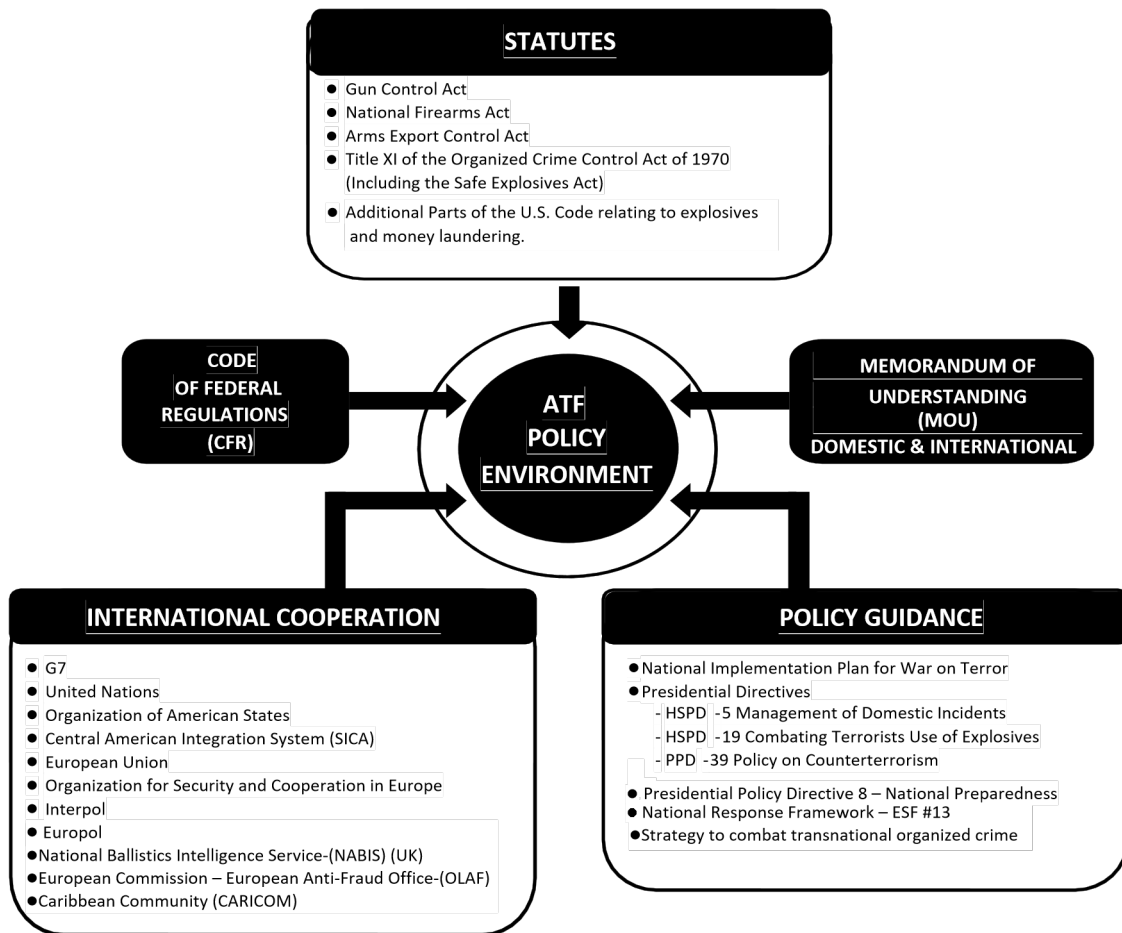 STATUTES
● Gun Control Act
● National Firearms Act
● Arms Export Control Act
● Title XI of the Organized Crime Control Act of 1970
(Including the Safe Explosives Act)
● Additional Parts of the U.S. Code relating to explosives
and money laundering.
CODE
OF FEDERAL
REGULATIONS
(CFR)
ATF
POLICY
ENVIRONMENT
MEMORANDUM OF
UNDERSTANDING
(MOU)
DOMESTIC & INTERNATIONAL
INTERNATIONAL COOPERATION
● G7
● United Nations
● Organization of American States
● Central American Integration System (SICA)
● European Union
● Organization for Security and Cooperation in Europe
● Interpol
● Europol
●National Ballistics Intelligence Service-(NABIS) (UK)
●European Commission – European Anti-Fraud Office-(OLAF)
●Caribbean Community (CARICOM)
POLICY GUIDANCE
●National Implementation Plan for War on Terror
●Presidential Directives
- HSPD -5 Management of Domestic Incidents
- HSPD -19 Combating Terrorists Use of Explosives
- PPD -39 Policy on Counterterrorism
● Presidential Policy Directive 8 – National Preparedness
●National Response Framework – ESF #13
●Strategy to combat transnational organized crime